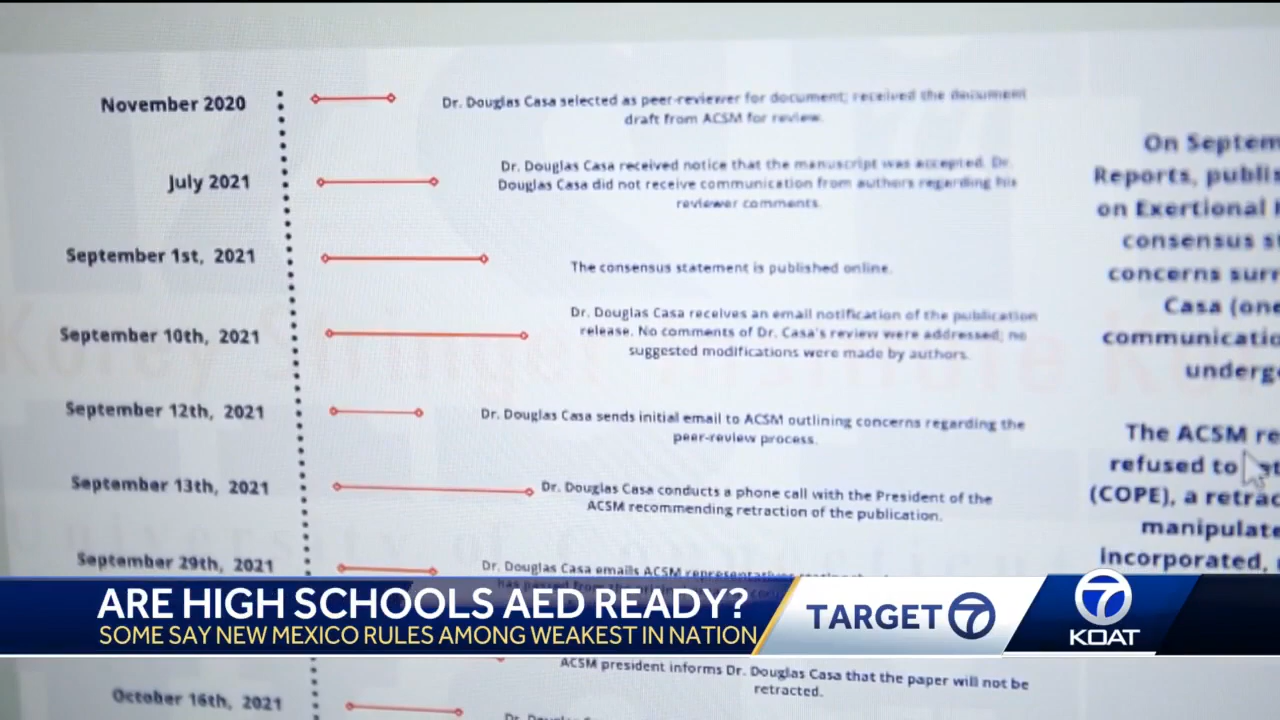 November 2020
Dr. Douglas Casa selected as peer-reviewer for document; received the document
draft from ACSM for review.
July 2021
Dr. Douglas Casa received notice that the manuscript was accepted. Dr.
Douglas Casa did not receive communication from authors regarding his
reviewer comments.
September 1st, 2021
The consensus statement is published online.
September 10th, 2021
Dr. Douglas Casa receives an email notification of the publication
release. No comments of Dr. Casa's review were addressed; no
suggested modifications were made by authors.
September 12th, 2021
Dr. Douglas Casa sends initial email to ACSM outlining concerns regarding the
peer-review process.
September 13th, 2021
Dr. Douglas Casa conducts a phone call with the President of the
ACSM recommending retraction of the publication.
September 29th, 2021
Dr. Douglas Casa emails ACSM representatives
ACSM president informs Dr. Douglas Casa that the paper will not be
retracted.
October 16th, 2021
On Septem
Reports, publis
on Exertional
consensus st
concerns surr
Casa (one
communicatio
underg
The ACSM re
refused to
(COPE), a retrac
manipulate
incorporated,
Korey Stringer Institute
University of Connecticut
ARE HIGH SCHOOLS AED READY?
SOME SAY NEW MEXICO RULES AMONG WEAKEST IN NATION
TARGET 7
7
KOAT